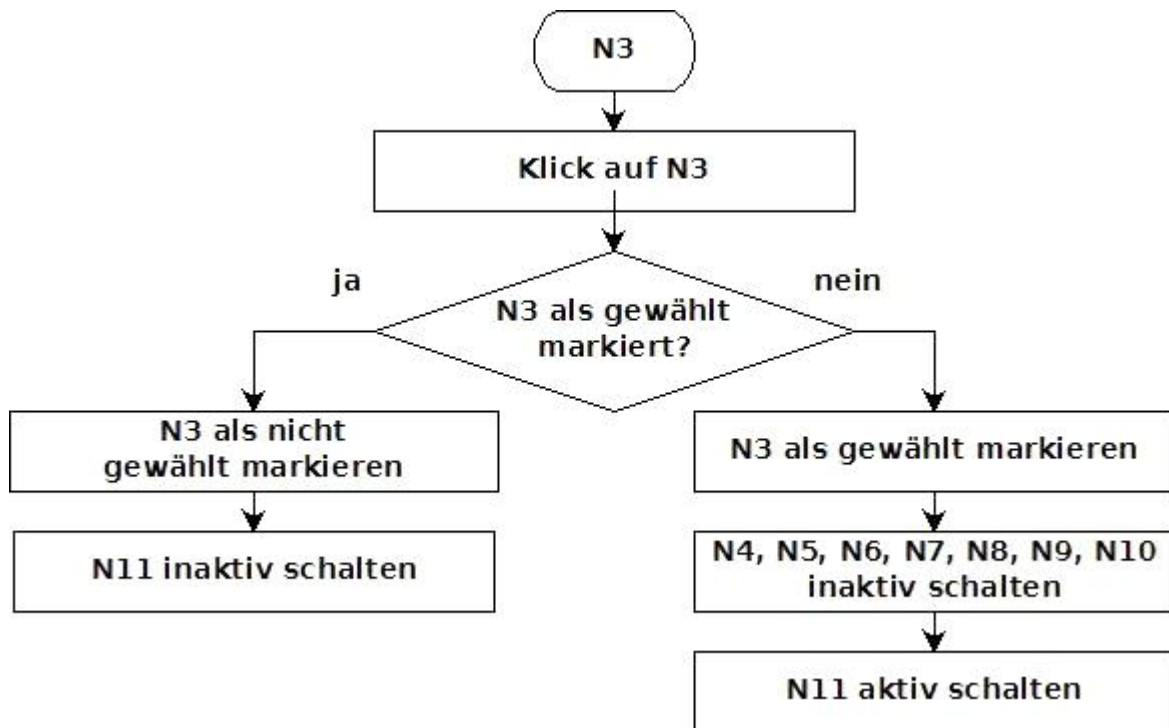 N3
Klick auf N3
ja
nein
N3 als gewählt
markiert?
N3 als nicht
gewählt markieren
N3 als gewählt markieren
N11 inaktiv schalten
N4, N5, N6, N7, N8, N9, N10
inaktiv schalten
N11 aktiv schalten